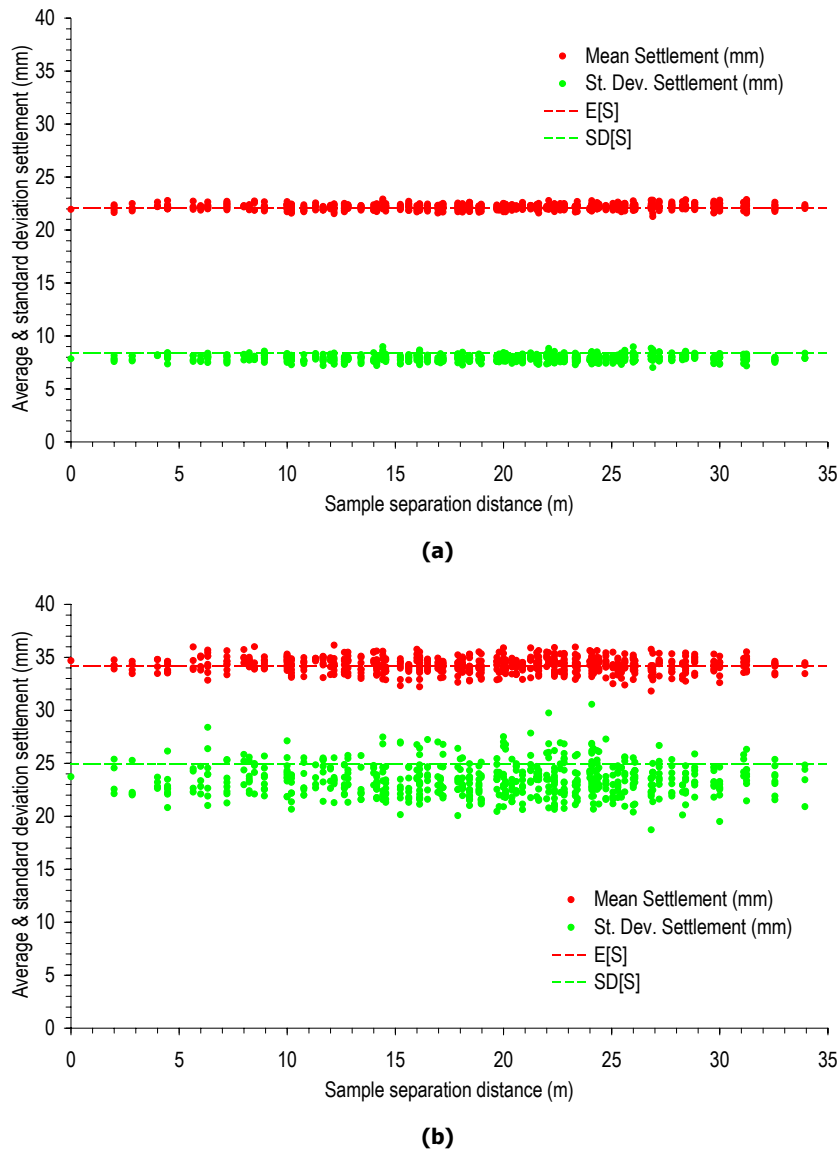 40
35
30
25
20
15
10
5
0
Average & standard deviation settlement (mm)
Mean Settlement (mm)
St. Dev. Settlement (mm)
E[S]
SD[S]
0 5 10 15 20 25 30 35
Sample separation distance (m)
(a)
40
35
30
25
20
15
10
5
0
Average & standard deviation settlement (mm)
Mean Settlement (mm)
St. Dev. Settlement (mm)
E[S]
SD[S]
0 5 10 15 20 25 30 35
Sample separation distance (m)
(b)